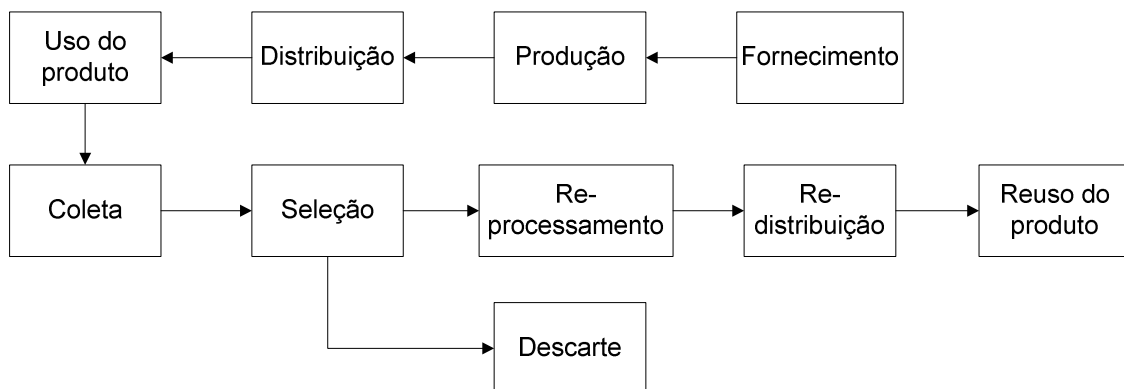 Uso do
produto
Distribuição
Produção
Fornecimento
Coleta
Seleção
Re-
processamento
Re-
distribuição
Reuso do
produto
Descarte